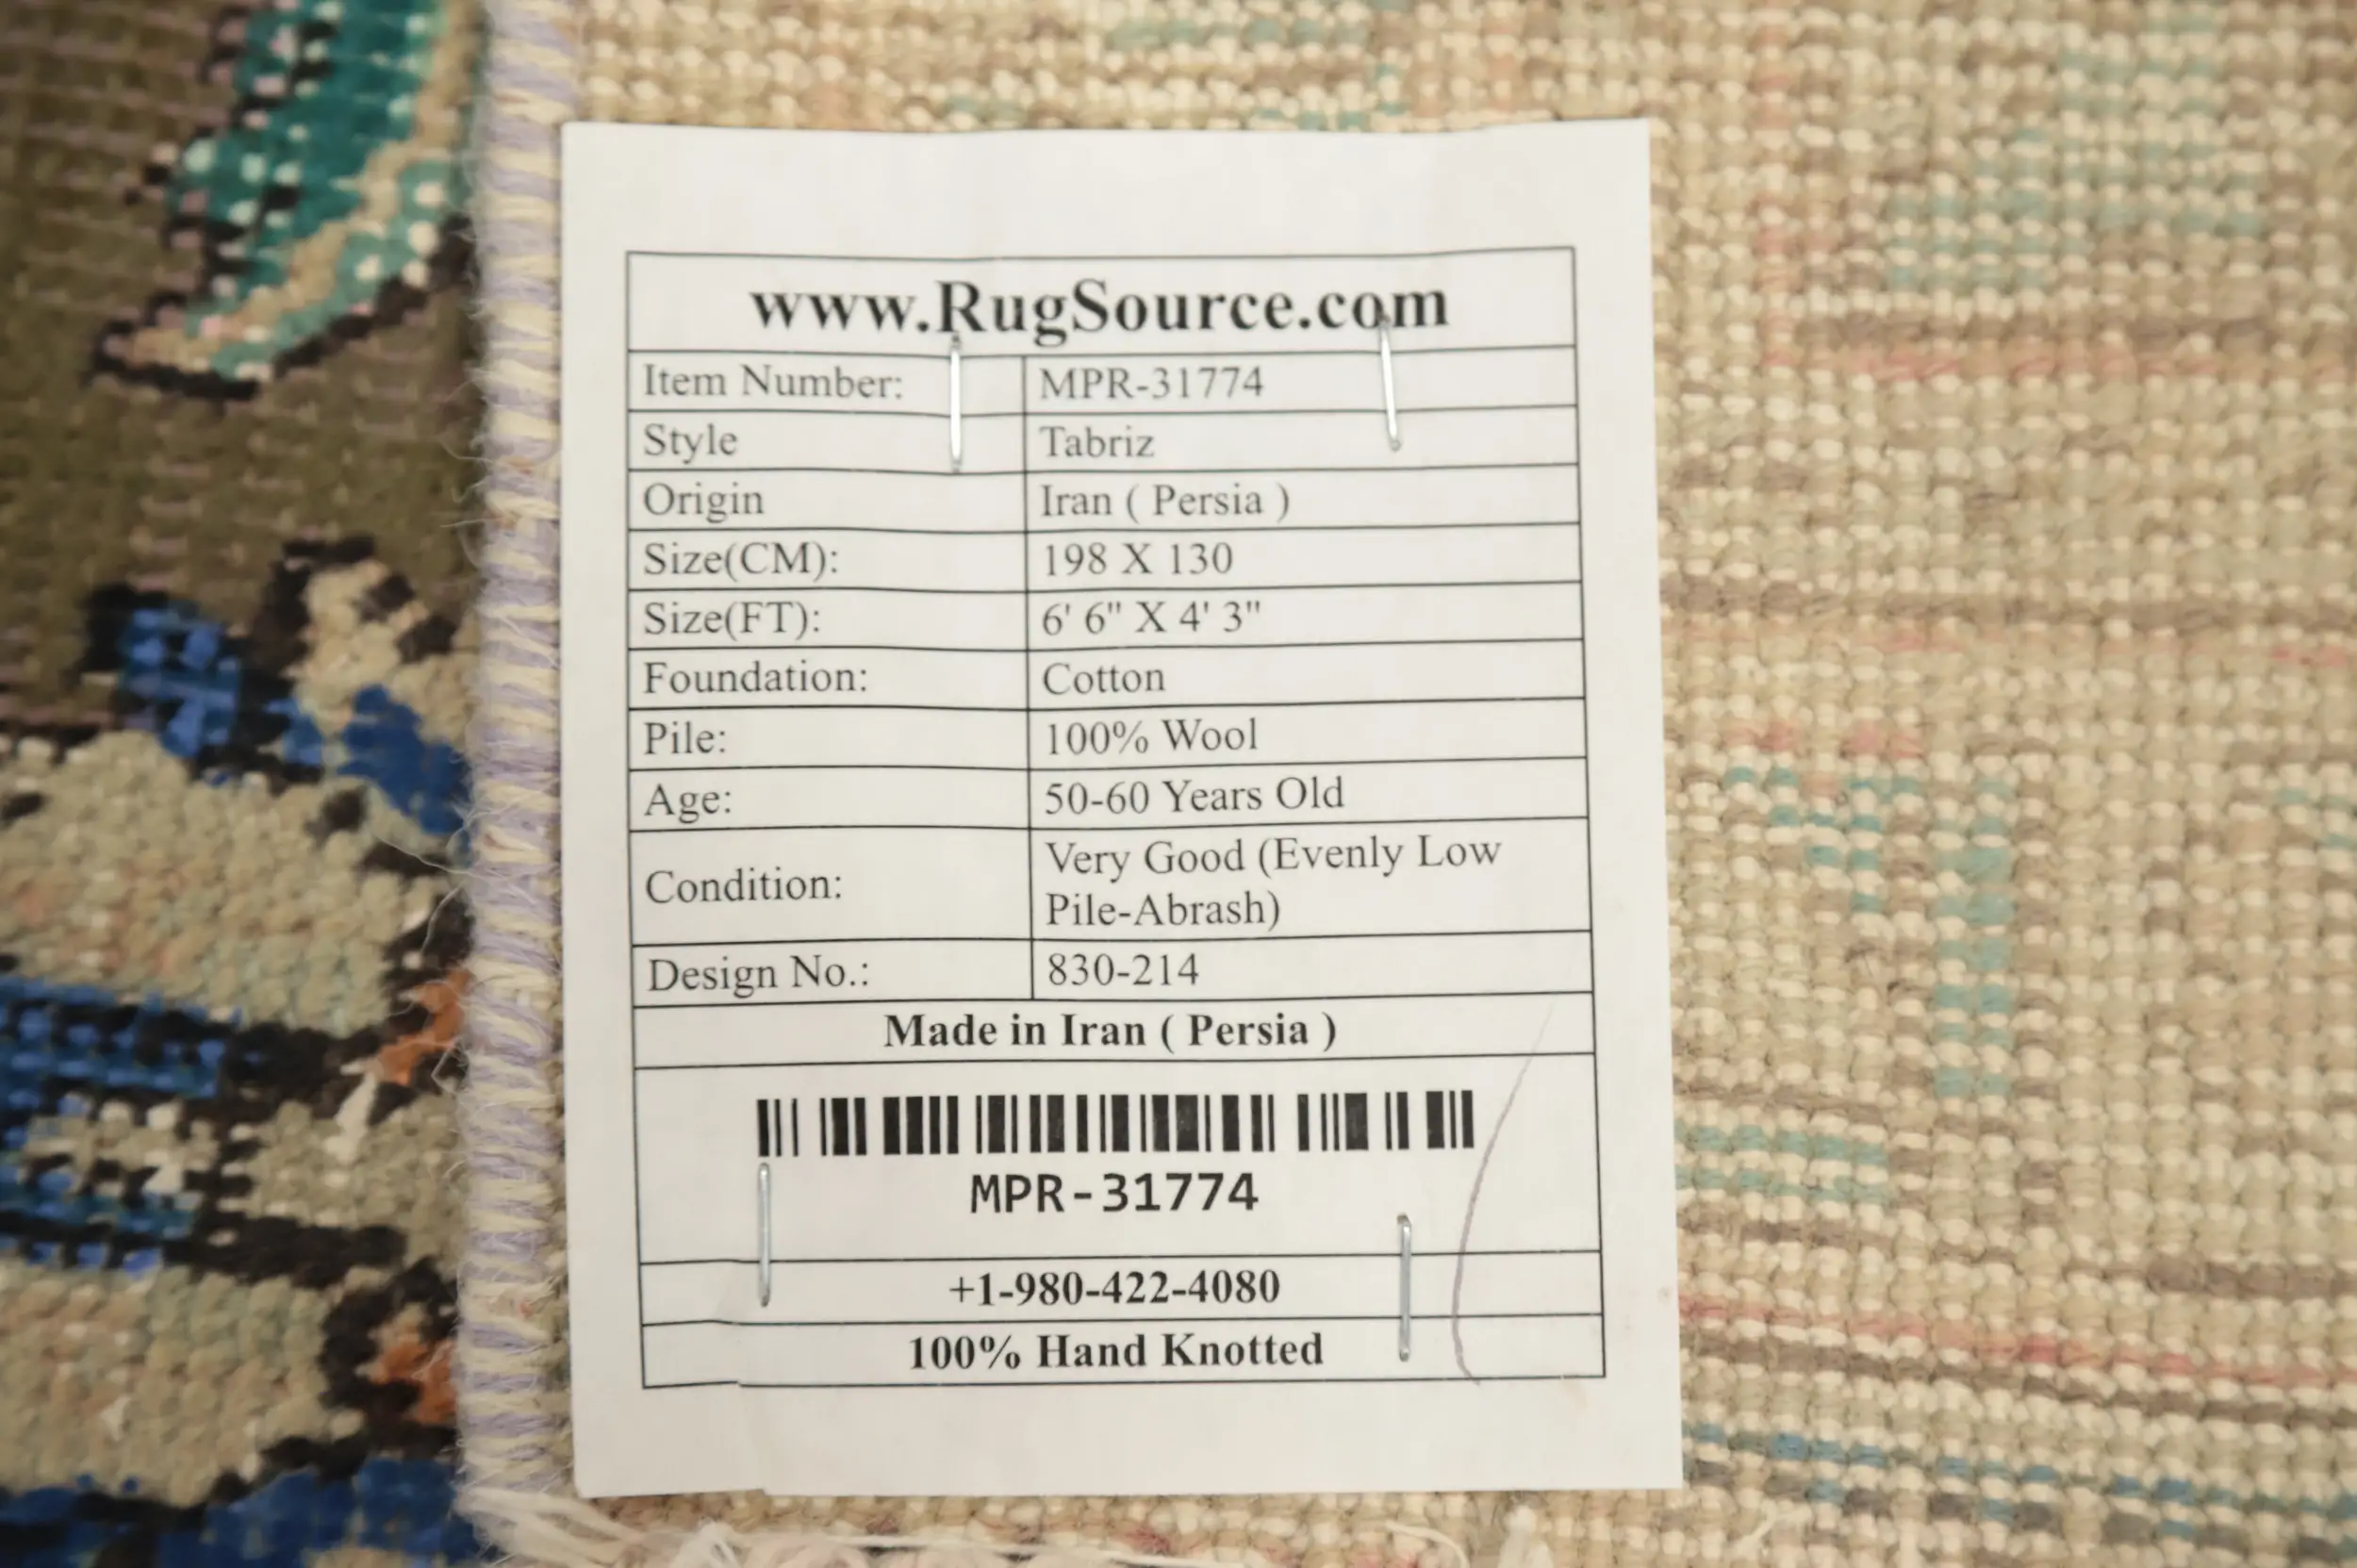 www.RugSource.com
Item Number: MPR-31774
Style Tabriz
Origin Iran ( Persia )
Size(CM): 198 X 130
Size(FT): 6' 6" X 4' 3"
Foundation: Cotton
Pile: 100% Wool
Age: 50-60 Years Old
Condition: Very Good (Evenly Low
Pile-Abrash)
Design No.: 830-214
Made in Iran ( Persia )
MPR-31774
+1-980-422-4080
100% Hand Knotted